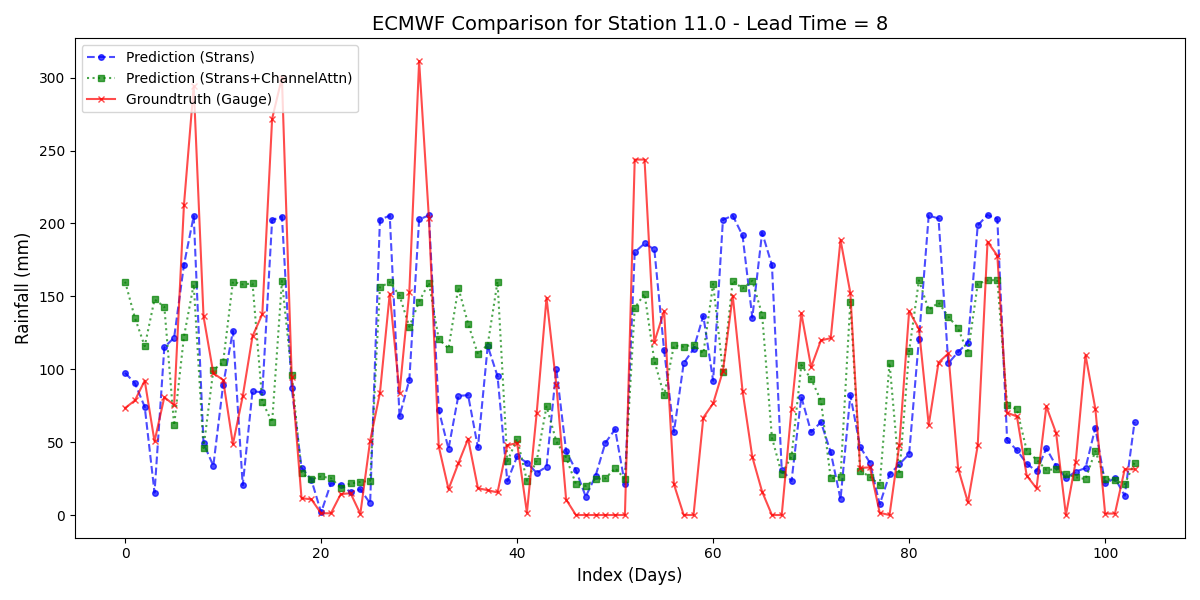 ECMWF Comparison for Station 11.0 - Lead Time = 8
Prediction (Strans)
Prediction (Strans+ChannelAttn)
Groundtruth (Gauge)
Rainfall (mm)
300
250
200
150
100
50
0
0 20 40 60 80 100
Index (Days)